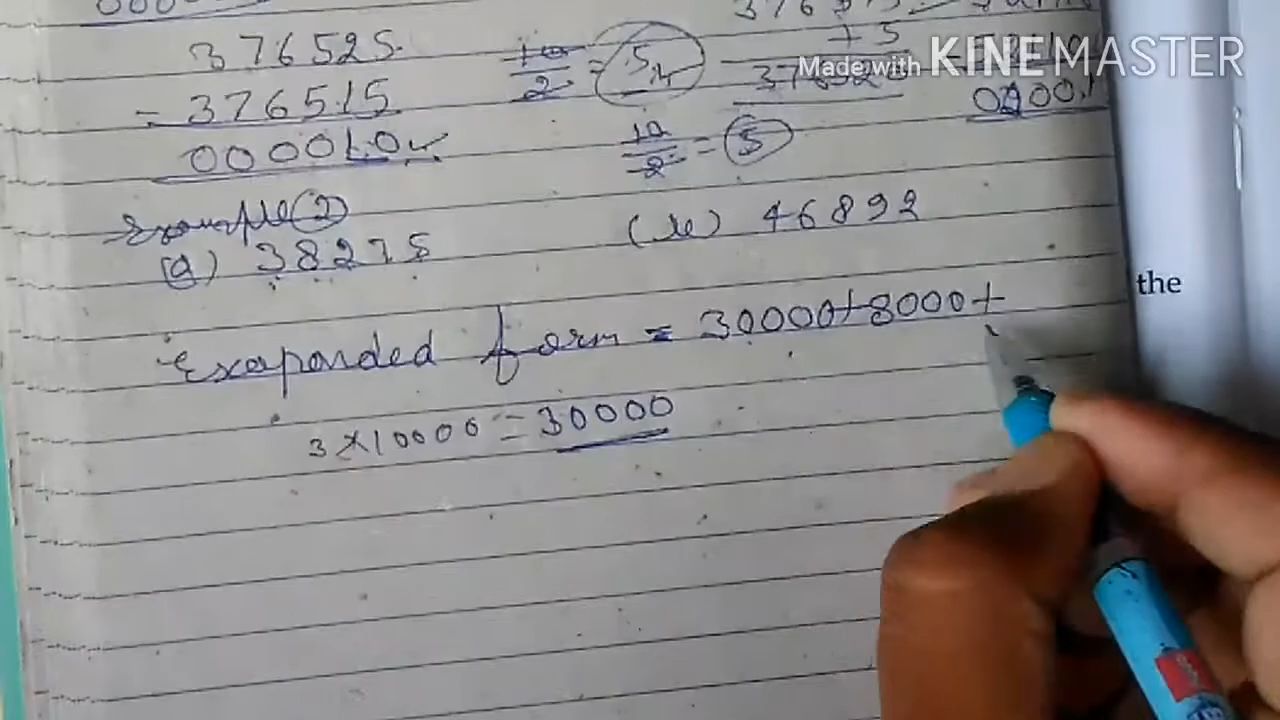 376525
Made with KINEMASTER
- 376515
000010
10/2 = 5
+5
10/2 = 5
Example (2)
(a) 38275
46892
the
Exapanded form = 30000+8000+
3×10000 = 30000